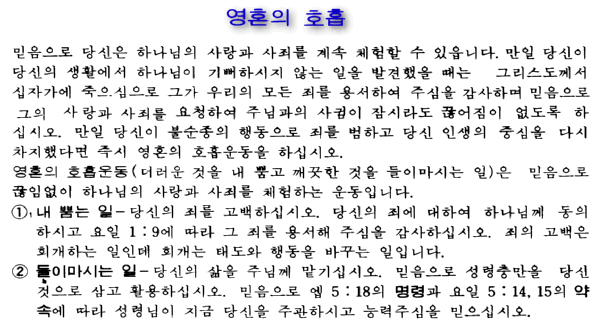 영혼의 호흡
믿음으로 당신은 하나님의 사랑과 사죄를 계속 체험할 수 있읍니다. 만일 당신이
당신의 생활에서 하나님이 기뻐하시지 않는 일을 발견했을 때는 그리스도께서
십자가에 죽으심으로 그가 우리의 모든 죄를 용서하여 주심을 감사하며 믿음으로
그의 사랑과 사죄를 요청하여 주님과의 사귐이 잠시라도 끊어짐이 없도록 하
십시오. 만일 당신이 불순종의 행동으로 죄를 범하고 당신 인생의 중심을 다시
차지했다면 즉시 영혼의 호흡운동을 하십시오.
영혼의 호흡운동(더러운 것을 내 뿜고 깨끗한 것을 들이마시는 일)은 믿음으로
끊임없이 하나님의 사랑과 사죄를 체험하는 운동입니다.
①, 내 뿜는 일-당신의 죄를 고백하십시오. 당신의 죄에 대하여 하나님께 동의
하시고 요일 1:9에 따라 그 죄를 용서해 주심을 감사하십시오. 죄의 고백은
회개하는 일인데 회개는 태도와 행동을 바꾸는 일입니다.
② 들이마시는 일-당신의 삶을 주님께 맡기십시오. 믿음으로 성령충만을 당신
것으로 삼고 활용하십시오. 믿음으로 엡 5:18의 명령과 요일 5:14, 15의 약
속에 따라 성령님이 지금 당신을 주관하시고 능력주심을 믿으십시오.